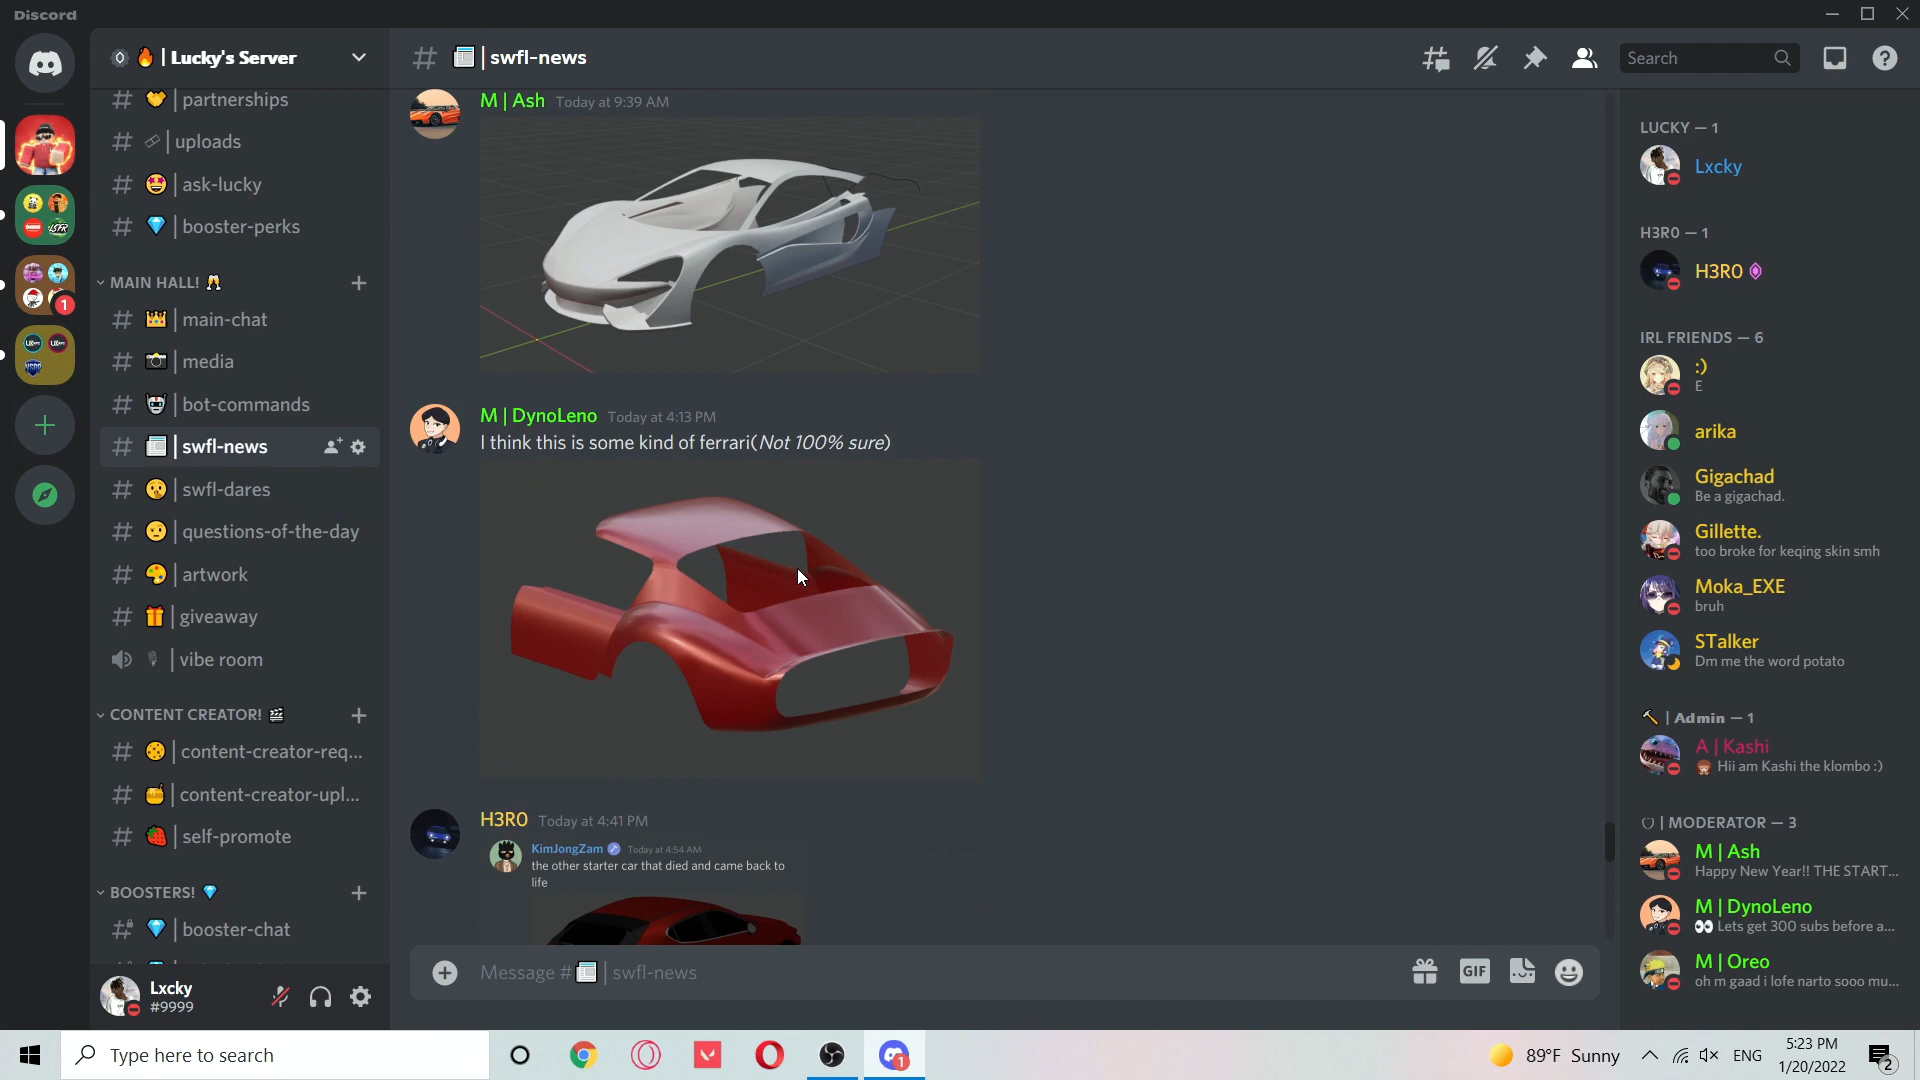 Discord
| Lucky's Server
| partnerships
| uploads
| ask-lucky
| booster-perks
MAIN HALL!
| main-chat
| media
| bot-commands
| swfl-news
| swfl-dares
| questions-of-the-day
| artwork
| giveaway
| vibe room
CONTENT CREATOR!
| content-creator-req...
| content-creator-upl...
| self-promote
BOOSTERS!
| booster-chat
Lxcky
#9999
# | swfl-news
Search
M | Ash Today at 9:39 AM
M | DynoLeno Today at 4:13 PM
I think this is some kind of ferrari(Not 100% sure)
H3R0 Today at 4:41 PM
KimJongZam Today at 4:54 AM
the other starter car that died and came back to
life
Message # | swfl-news
GIF
LUCKY — 1
Lxcky
H3R0 — 1
H3R0
IRL FRIENDS — 6
:)
E
arika
Gigachad
Be a gigachad.
Gillette.
too broke for keqing skin smh
Moka_EXE
bruh
STalker
Dm me the word potato
| Admin — 1
A | Kashi
Hii am Kashi the klombo :)
| MODERATOR — 3
M | Ash
Happy New Year!! THE START...
M | DynoLeno
Lets get 300 subs before a...
M | Oreo
oh m gaad i lofe narto sooo mu...
1
Type here to search
1
89°F Sunny
ENG
5:23 PM
1/20/2022
2